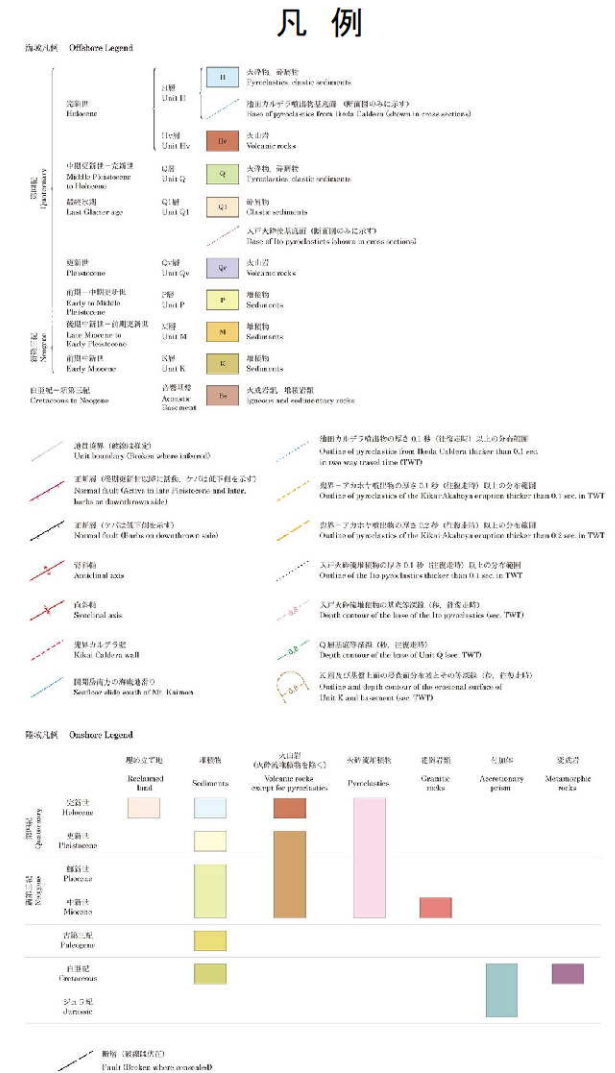 凡 例
海域凡例 Offshore Legend
第四紀
Quaternary
完新世
Holocene
H層
Unit H
H
火砕物、砕屑物
Pyroclastics, clastic sediments
池田カルデラ噴出物基底面（断面図のみに示す）
Base of pyroclastics from Ikeda Caldera (shown in cross sections)
Hv層
Unit Hv
Hv
火山岩
Volcanic rocks
中期更新世－完新世
Middle Pleistocene
to Holocene
Q層
Unit Q
Q
火砕物、砕屑物
Pyroclastics, clastic sediments
最終氷期
Last Glacier age
Q1層
Unit Q1
Q1
砕屑物
Clastic sediments
入戸火砕流基底面（断面図のみに示す）
Base of Ito pyroclastics (shown in cross sections)
更新世
Pleistocene
Qv層
Unit Qv
Qv
火山岩
Volcanic rocks
前期－中期更新世
Early to Middle
Pleistocene
P層
Unit P
P
堆積物
Sediments
新第三紀
Neogene
後期中新世－前期更新世
Late Miocene to
Early Pleistocene
M層
Unit M
M
堆積物
Sediments
前期中新世
Early Miocene
K層
Unit K
K
堆積物
Sediments
白亜紀－新第三紀
Cretaceous to Neogene
音響基盤
Acoustic
Basement
Bs
火成岩類、堆積岩類
Igneous and sedimentary rocks
地質境界（破線は推定）
Unit boundary (Broken where inferred)
正断層（後期更新世以降に活動、ケバは低下側を示す）
Normal fault (Active in late Pleistocene and later,
barbs on downthrown side)
正断層（ケバは低下側を示す）
Normal fault (Barbs on downthrown side)
背斜軸
Anticlinal axis
向斜軸
Synclinal axis
鬼界カルデラ壁
Kikai Caldera wall
開聞岳南方の海底地滑り
Seafloor slide south of Mt. Kaimon
池田カルデラ噴出物の厚さ 0.1 秒（往復走時）以上の分布範囲
Outline of pyroclastics from Ikeda Caldera thicker than 0.1 sec.
in two way travel time (TWT)
鬼界－アカホヤ噴出物の厚さ 0.1 秒（往復走時）以上の分布範囲
Outline of pyroclastics of the Kikai-Akahoya eruption thicker than 0.1 sec. in TWT
鬼界－アカホヤ噴出物の厚さ 0.2 秒（往復走時）以上の分布範囲
Outline of pyroclastics of the Kikai-Akahoya eruption thicker than 0.2 sec. in TWT
入戸火砕流堆積物の厚さ 0.1 秒（往復走時）以上の分布範囲
Outline of the Ito pyroclastics thicker than 0.1 sec. in TWT
0.8
入戸火砕流堆積物の基底等深線（秒、往復走時）
Depth contour of the base of the Ito pyroclastics (sec. TWT)
0.8
Q層基底等深線（秒、往復走時）
Depth contour of the base of Unit Q (sec. TWT)
0.8
K層及び基盤上面の浸食面分布域とその等深線（秒、往復走時）
Outline and depth contour of the erosional surface of
Unit K and basement (sec. TWT)
陸域凡例 Onshore Legend
埋め立て地
Reclaimed
land
堆積物
Sediments
火山岩
（火砕流堆積物を除く）
Volcanic rocks
except for pyroclastics
火砕流堆積物
Pyroclastics
花崗岩類
Granitic
rocks
付加体
Accretionary
prism
変成岩
Metamorphic
rocks
第四紀
Quaternary
完新世
Holocene
更新世
Pleistocene
新第三紀
Neogene
鮮新世
Pliocene
中新世
Miocene
古第三紀
Paleogene
白亜紀
Cretaceous
ジュラ紀
Jurassic
断層（破線は伏在）
Fault (Broken where concealed)